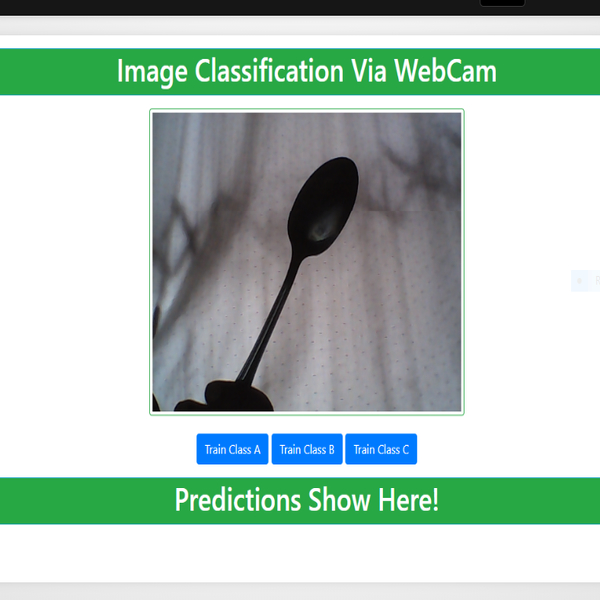 Image Classification Via WebCam
Train Class A Train Class B Train Class C
Predictions Show Here!